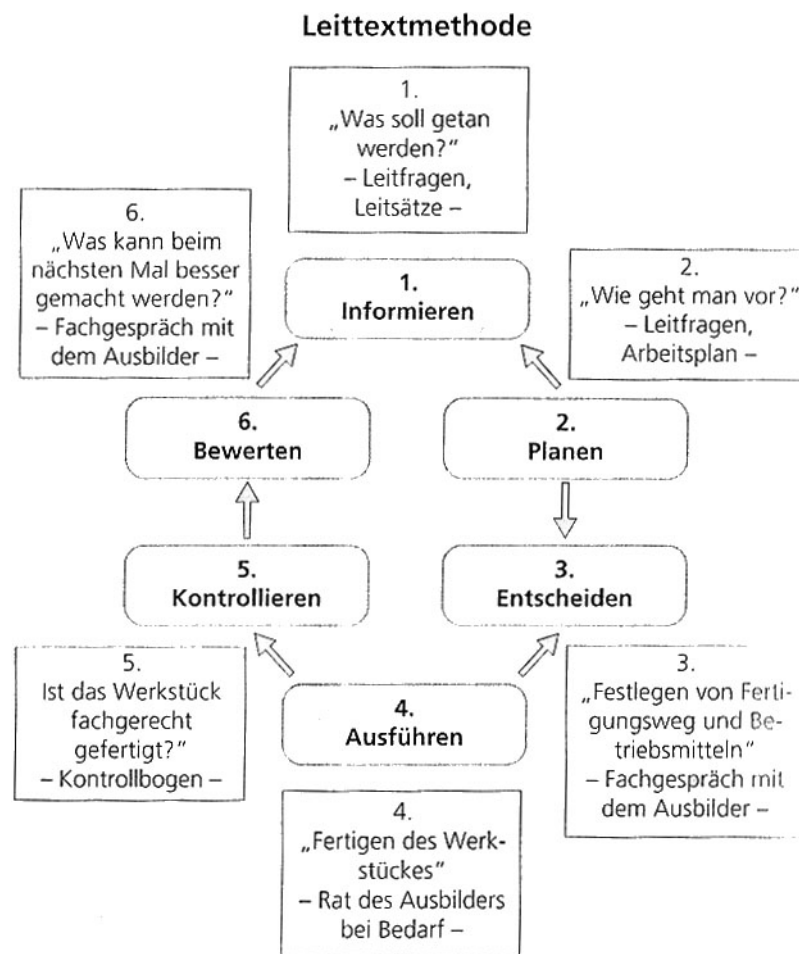 Leittextmethode
1.
„Was soll getan
werden?"
– Leitfragen,
Leitsätze –
1.
Informieren
2.
„Wie geht man vor?"
– Leitfragen,
Arbeitsplan –
2.
Planen
3.
Entscheiden
3.
„Festlegen von Ferti-
gungsweg und Be-
triebsmitteln"
– Fachgespräch mit
dem Ausbilder –
4.
Ausführen
4.
„Fertigen des Werk-
stückes"
– Rat des Ausbilders
bei Bedarf –
5.
Kontrollieren
5.
Ist das Werkstück
fachgerecht
gefertigt?"
– Kontrollbogen –
6.
Bewerten
6.
„Was kann beim
nächsten Mal besser
gemacht werden?"
– Fachgespräch mit
dem Ausbilder –